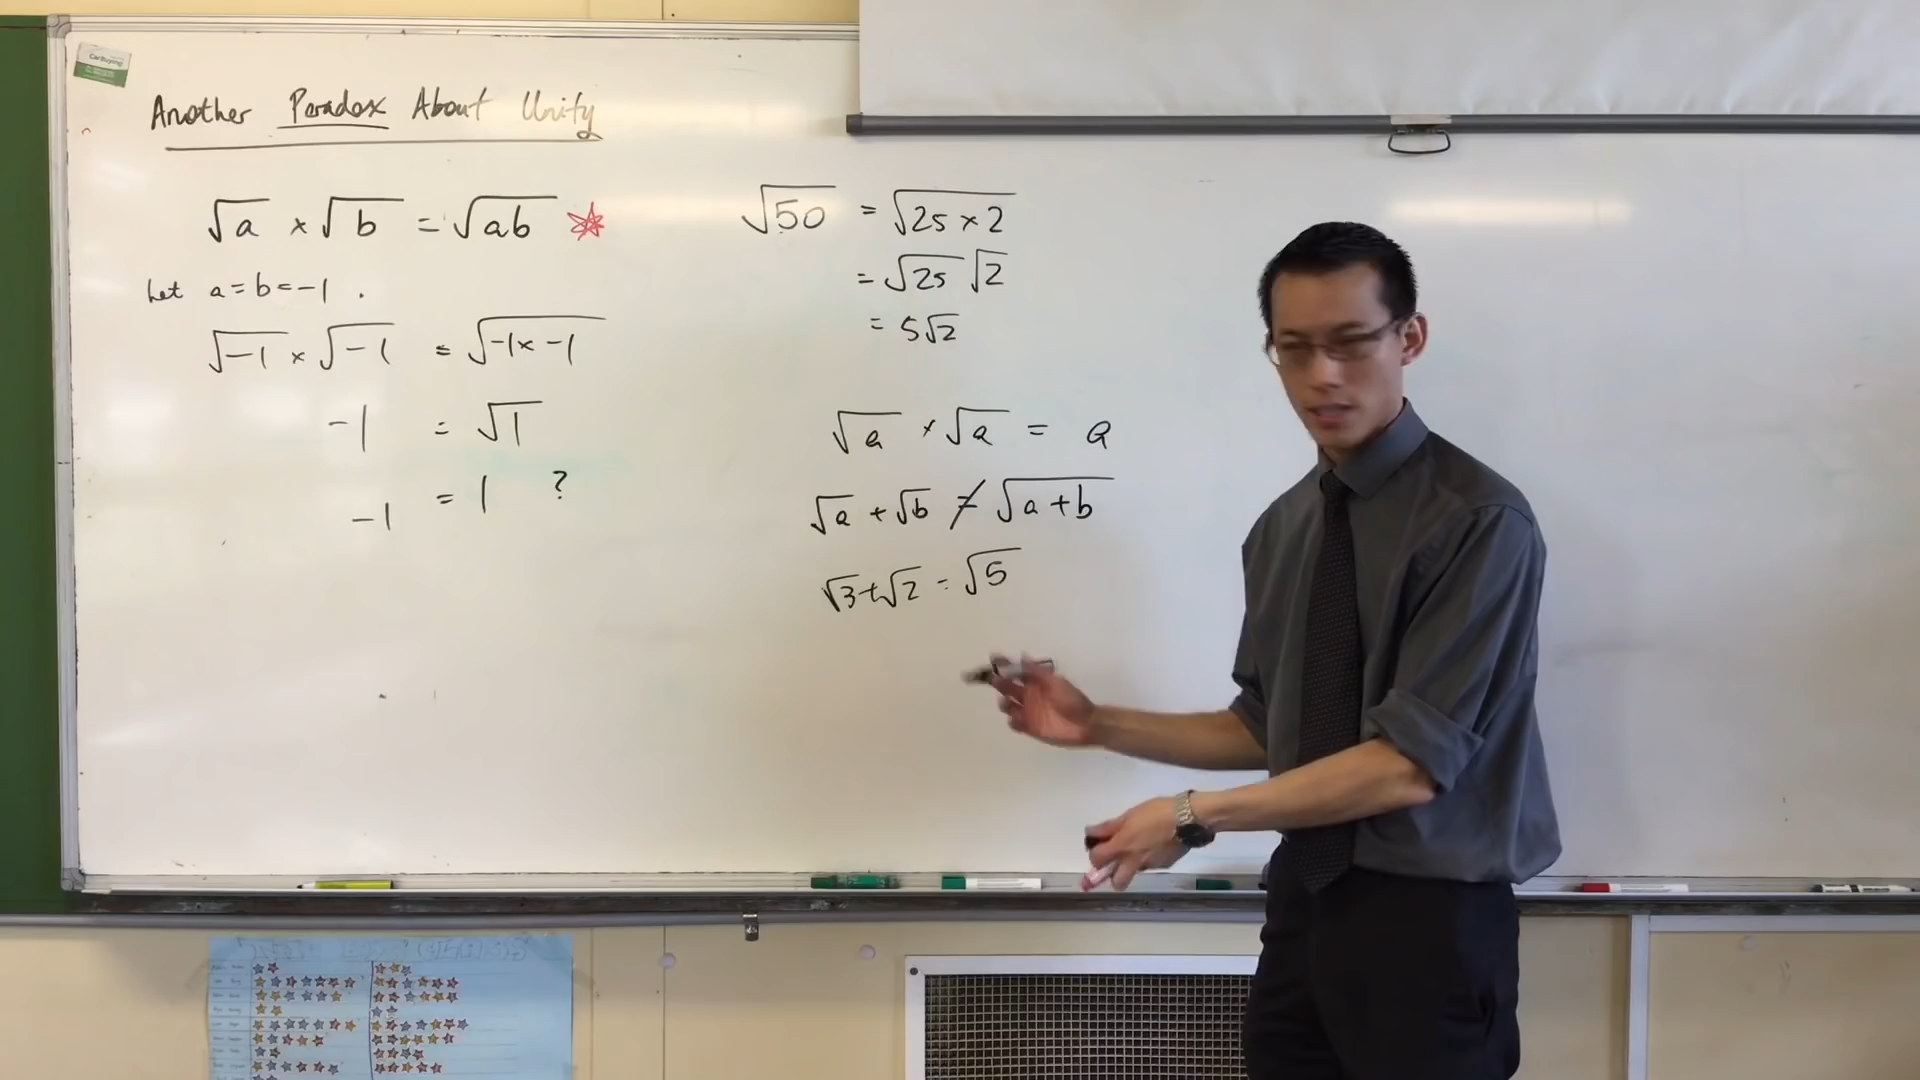 CarBuying
Another Paradox About Unity
√a × √b = √ab
Let a = b = -1 .
√-1 × √-1 = √-1 × -1
-1 = √1
-1 = 1 ?
√50 = √25 × 2
= √25 √2
= 5√2
√a × √a = a
√a + √b ≠ √a + b
√3 + √2 = √5